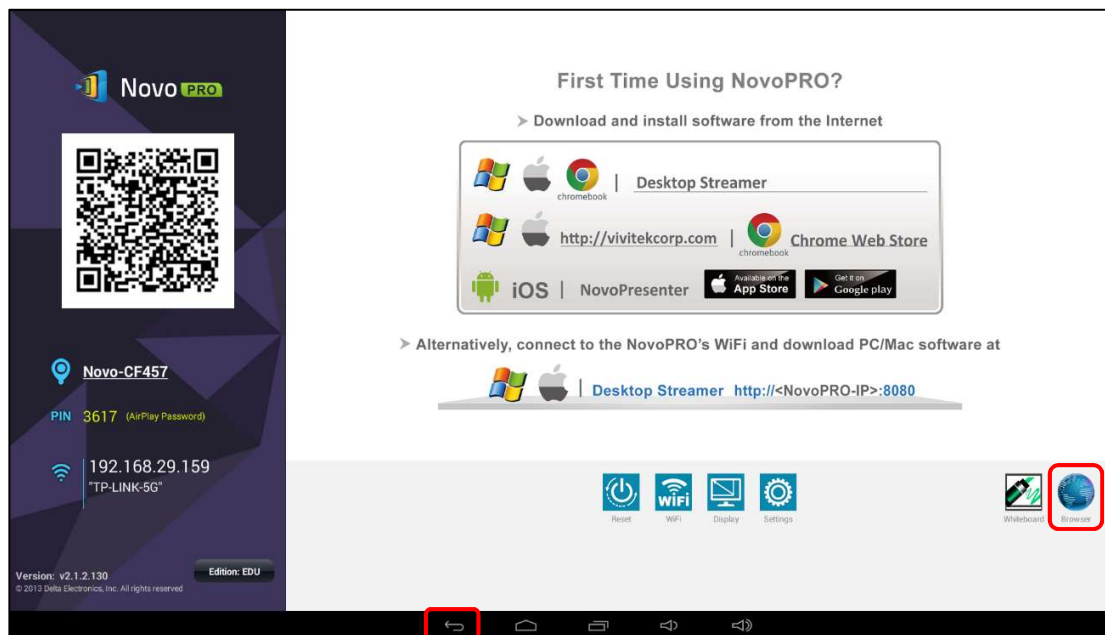 Novo PRO
Novo-CF457
PIN 3617 (AirPlay Password)
192.168.29.159
"TP-LINK-5G"
Version: v2.1.2.130
© 2013 Delta Electronics, Inc. All rights reserved
Edition: EDU
First Time Using NovoPRO?
➤ Download and install software from the Internet
chromebook | Desktop Streamer
http://vivitekcorp.com | chromebook Chrome Web Store
iOS | NovoPresenter Available on the App Store Get it on Google play
➤ Alternatively, connect to the NovoPRO's WiFi and download PC/Mac software at
| Desktop Streamer http://<NovoPRO-IP>:8080
WiFi
Reset WiFi Display Settings Whiteboard Browser